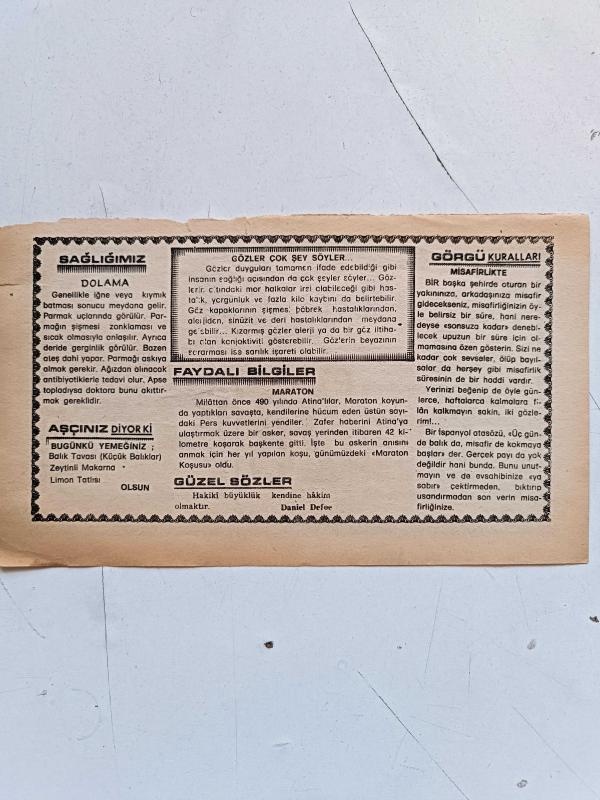 SAĞLIĞIMIZ
DOLAMA
Genellikle iğne veya kıymık
batması sonucu meydana gelir.
Parmak uçlarında görülür. Par-
mağın şişmesi zonklaması ve
sıcak olmasıyla anlaşılır. Ayrıca
deride gerginlik görülür. Bazen
ateş dahi yapar. Parmağı askıya
almak gerekir. Ağızdan alınacak
antibiyotiklerle tedavi olur. Apse
topladıysa doktora bunu akıttır-
mak gereklidir.
AŞÇINIZ DİYOR Kİ
BUGÜNKÜ YEMEĞİNİZ ;
Balık Tavası (Küçük Balıklar)
Zeytinli Makarna
Limon Tatlısı
OLSUN
GÖZLER ÇOK ŞEY SÖYLER...
Gözler duyguları tamamen ifade edebildiği gibi
insanın sağlığı açısından da çok şeyler söyler... Göz-
lerin altındaki mor halkalar irsi olabileceği gibi has-
talık, yorgunluk ve fazla kilo kaybını da belirtebilir.
Göz kapaklarının şişmesi böbrek hastalıklarından,
alerjiden, sinüzit ve deri hastalıklarından meydana
gelebilir... Kızarmış gözler alerji ya da bir göz iltiha-
bı olan konjoktiviti gösterebilir. Göz'lerin beyazının
sararması ise sarılık işareti olabilir.
FAYDALI BİLGİLER
MARATON
Milâttan önce 490 yılında Atina'lılar, Maraton koyun-
da yaptıkları savaşta, kendilerine hücum eden üstün sayı-
daki Pers kuvvetlerini yendiler. Zafer haberini Atina'ya
ulaştırmak üzere bir asker, savaş yerinden itibaren 42 ki-
lometre koşarak başkente gitti. İşte bu askerin anısını
anmak için her yıl yapılan koşu, günümüzdeki «Maraton
Koşusu» oldu.
GÜZEL SÖZLER
Hakikî büyüklük kendine hâkim
olmaktır. Daniel Defoe
GÖRGÜ KURALLARI
MİSAFİRLİKTE
BİR başka şehirde oturan bir
yakınınıza, arkadaşınıza misafir
gidecekseniz, misafirliğinizin öy-
le belirsiz bir süre, hani nere-
deyse «sonsuza kadar» denebi-
lecek upuzun bir süre için ol-
mamasına özen gösterin. Sizi ne
kadar çok sevseler, ölüp bayıl-
salar da herşey gibi misafirlik
süresinin de bir haddi vardır.
Yerinizi beğenip de öyle gün-
lerce, haftalarca kalmalara fi-
lân kalkmayın sakın, iki gözle-
rim!...
Bir İspanyol atasözü, «Üç gün-
de balık da, misafir de kokmaya
başlar» der. Gerçek payı da yok
değildir hani bunda. Bunu unut-
mayın ve de evsahibinize «ya
sabır» çektirmeden, bıktırıp
usandırmadan son verin misa-
firliğinize.